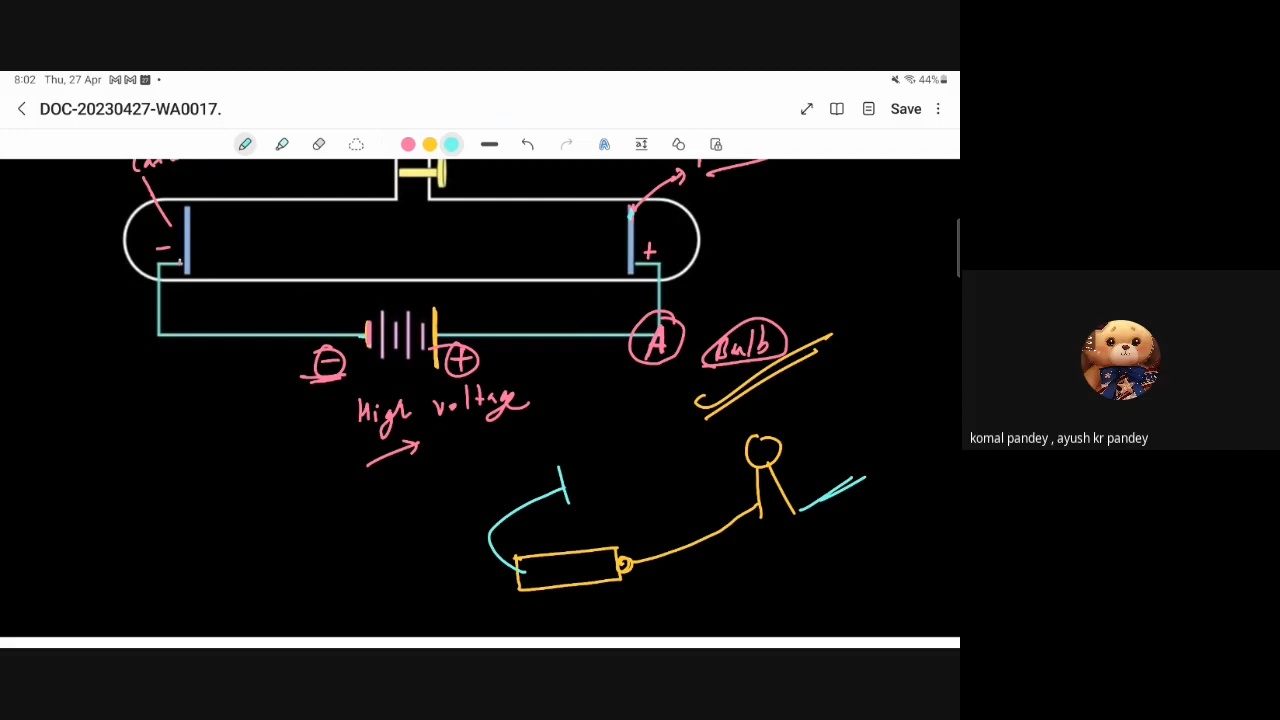 8:02 Thu, 27 Apr
44%
DOC-20230427-WA0017.
Save
- +
A Bulb
- +
High voltage
komal pandey , ayush kr pandey